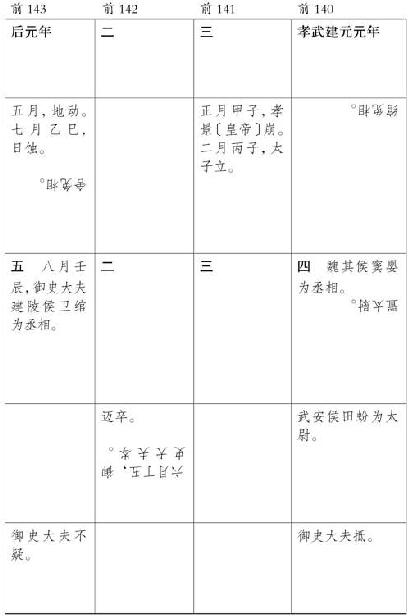 前 143
前 142
前 141
前 140
后元年
二
三
孝武建元元年
五月，地动。
七月乙巳，
日蚀。
舍免相。
正月甲子，孝
景〔皇帝〕崩。
二月丙子，太
子立。
绾免相。
五　八月壬
辰，御史大夫
建陵侯卫绾
为丞相。
二
三
四　魏其侯窦婴
为丞相。
置太尉。
迈卒。
六月丁丑，御
史大夫岑。
武安侯田蚡为太
尉。
御史大夫不
疑。
御史大夫抵。